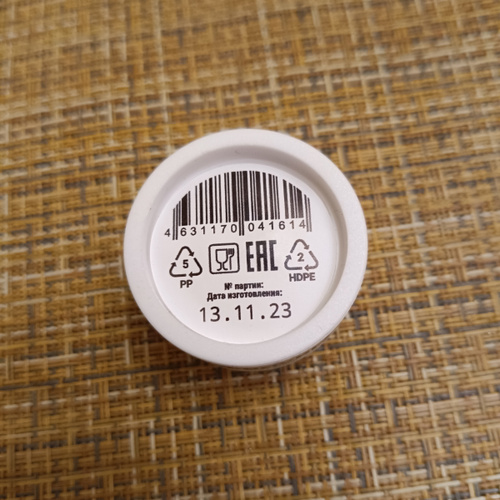 4 631170 041614
5 EAC 2
PP HDPE
№ партии:
Дата изготовления:
13.11.23